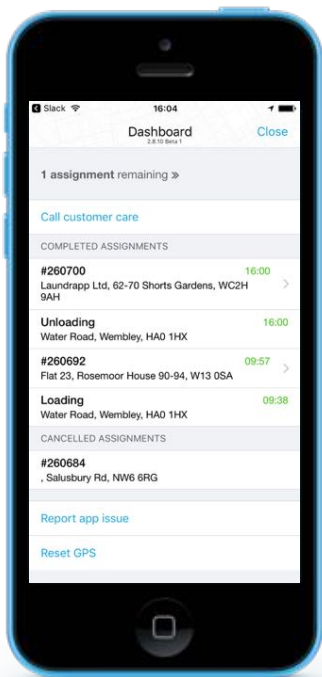 Slack 16:04
Dashboard Close
2.8.10 Beta 1
1 assignment remaining »
Call customer care
COMPLETED ASSIGNMENTS
#260700 16:00
Laundrapp Ltd, 62-70 Shorts Gardens, WC2H
9AH
Unloading 16:00
Water Road, Wembley, HA0 1HX
#260692 09:57
Flat 23, Rosemoor House 90-94, W13 0SA
Loading 09:38
Water Road, Wembley, HA0 1HX
CANCELLED ASSIGNMENTS
#260684
, Salusbury Rd, NW6 6RG
Report app issue
Reset GPS